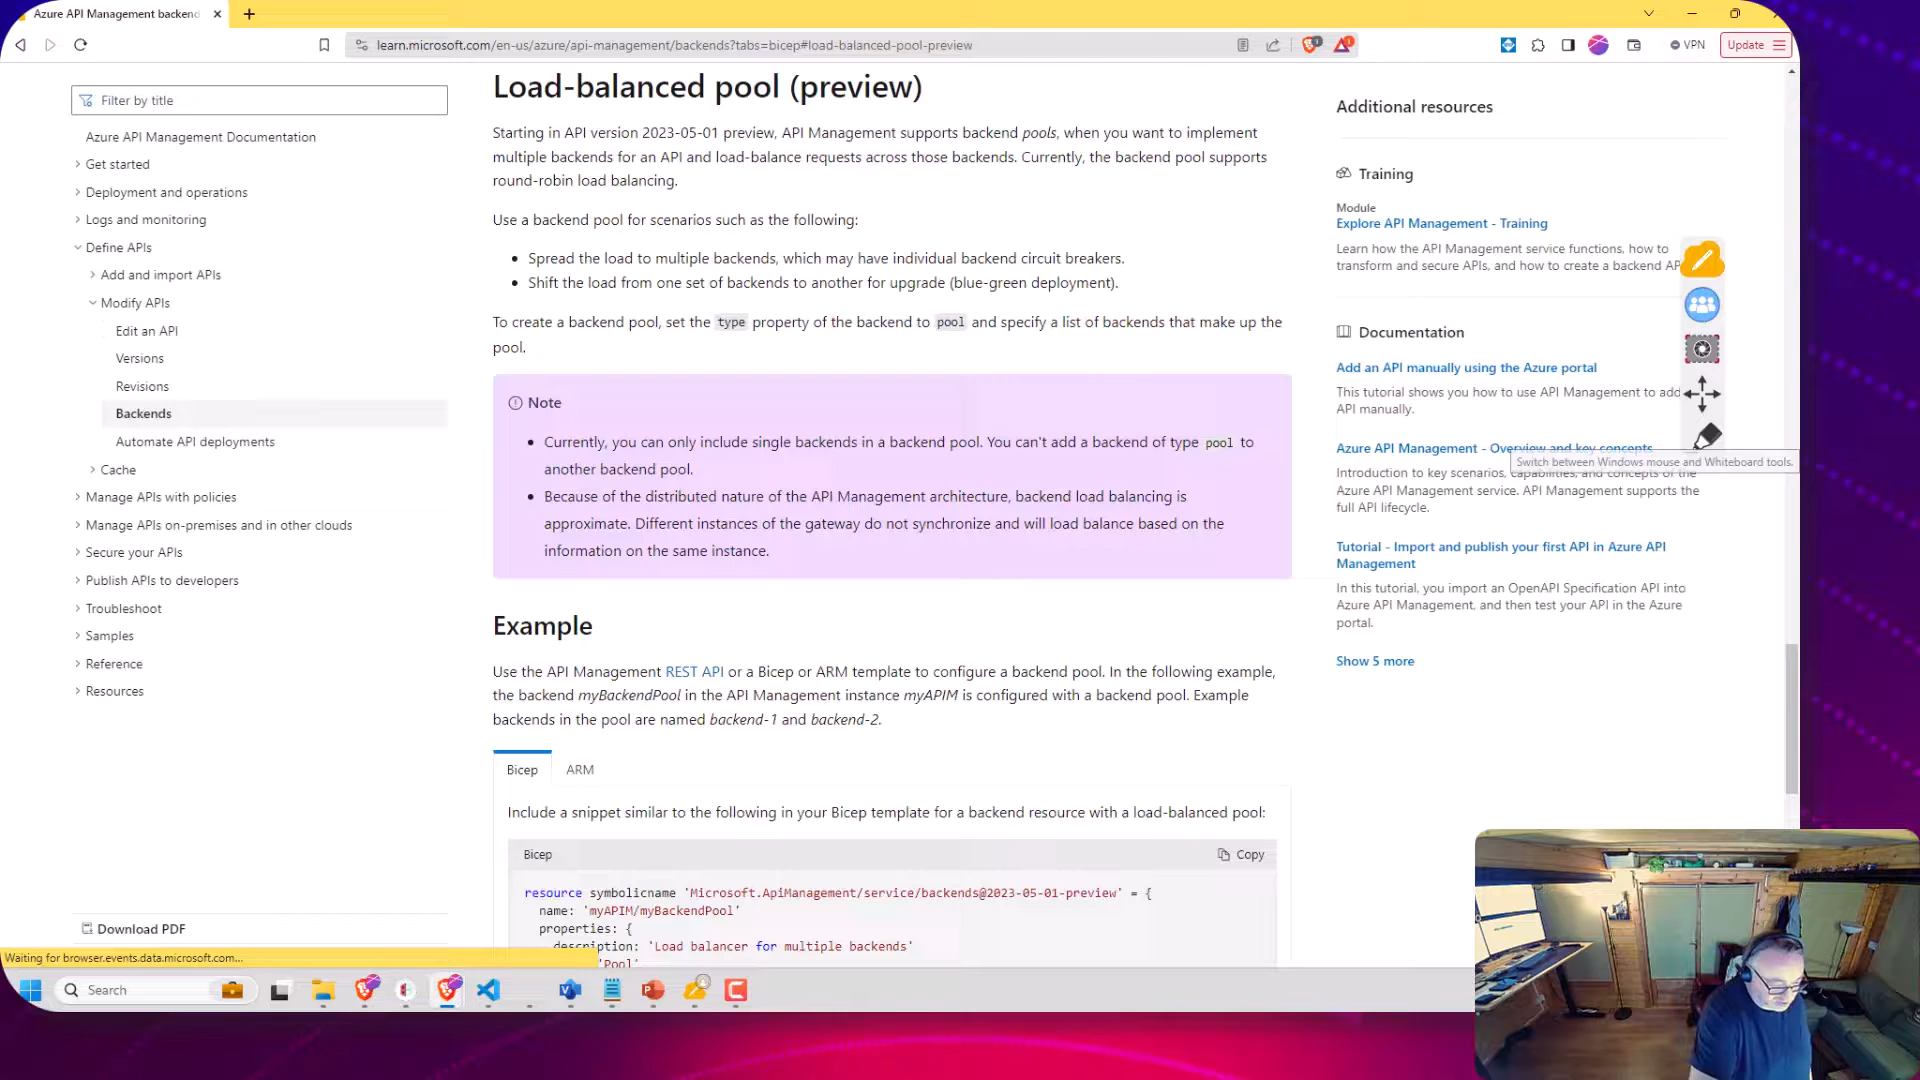 Azure API Management backend
learn.microsoft.com/en-us/azure/api-management/backends?tabs=bicep#load-balanced-pool-preview
VPN
Update
Filter by title
Azure API Management Documentation
Get started
Deployment and operations
Logs and monitoring
Define APIs
Add and import APIs
Modify APIs
Edit an API
Versions
Revisions
Backends
Automate API deployments
Cache
Manage APIs with policies
Manage APIs on-premises and in other clouds
Secure your APIs
Publish APIs to developers
Troubleshoot
Samples
Reference
Resources
Download PDF
Load-balanced pool (preview)
Starting in API version 2023-05-01 preview, API Management supports backend pools, when you want to implement
multiple backends for an API and load-balance requests across those backends. Currently, the backend pool supports
round-robin load balancing.
Use a backend pool for scenarios such as the following:
• Spread the load to multiple backends, which may have individual backend circuit breakers.
• Shift the load from one set of backends to another for upgrade (blue-green deployment).
To create a backend pool, set the type property of the backend to pool and specify a list of backends that make up the
pool.
Note
• Currently, you can only include single backends in a backend pool. You can't add a backend of type pool to
another backend pool.
• Because of the distributed nature of the API Management architecture, backend load balancing is
approximate. Different instances of the gateway do not synchronize and will load balance based on the
information on the same instance.
Example
Use the API Management REST API or a Bicep or ARM template to configure a backend pool. In the following example,
the backend myBackendPool in the API Management instance myAPIM is configured with a backend pool. Example
backends in the pool are named backend-1 and backend-2.
Bicep ARM
Include a snippet similar to the following in your Bicep template for a backend resource with a load-balanced pool:
Bicep
Copy
resource symbolicname 'Microsoft.ApiManagement/service/backends@2023-05-01-preview' = {
name: 'myAPIM/myBackendPool'
properties: {
description: 'Load balancer for multiple backends'
'Pool'
Additional resources
Training
Module
Explore API Management - Training
Learn how the API Management service functions, how to
transform and secure APIs, and how to create a backend AP
Documentation
Add an API manually using the Azure portal
This tutorial shows you how to use API Management to add
API manually.
Azure API Management - Overview and key concepts
Switch between Windows mouse and Whiteboard tools.
Introduction to key scenarios, capabilities, and concepts of the
Azure API Management service. API Management supports the
full API lifecycle.
Tutorial - Import and publish your first API in Azure API
Management
In this tutorial, you import an OpenAPI Specification API into
Azure API Management, and then test your API in the Azure
portal.
Show 5 more
Waiting for browser.events.data.microsoft.com...
Search